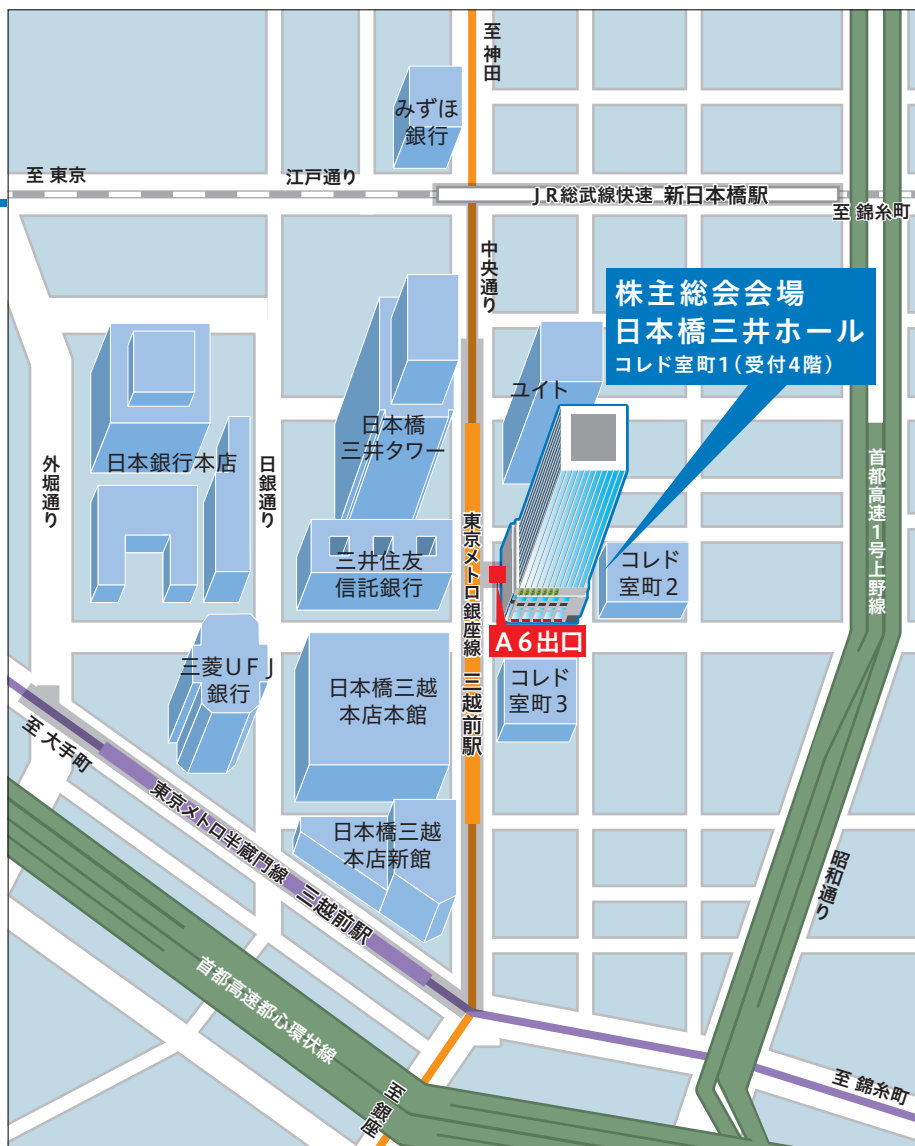 至 神田
みずほ
銀行
至 東京
江戸通り
JR総武線快速 新日本橋駅
至 錦糸町
中央通り
株主総会会場
日本橋三井ホール
コレド室町1(受付4階)
ユイト
日本橋
三井タワー
日本銀行本店
外堀通り
日銀通り
首都高速1号上野線
三井住友
信託銀行
東京メトロ銀座線 三越前駅
コレド
室町2
A6出口
三菱UFJ
銀行
日本橋三越
本店本館
コレド
室町3
至 大手町
東京メトロ半蔵門線 三越前駅
日本橋三越
本店新館
昭和通り
首都高速都心環状線
至 銀座
至 錦糸町